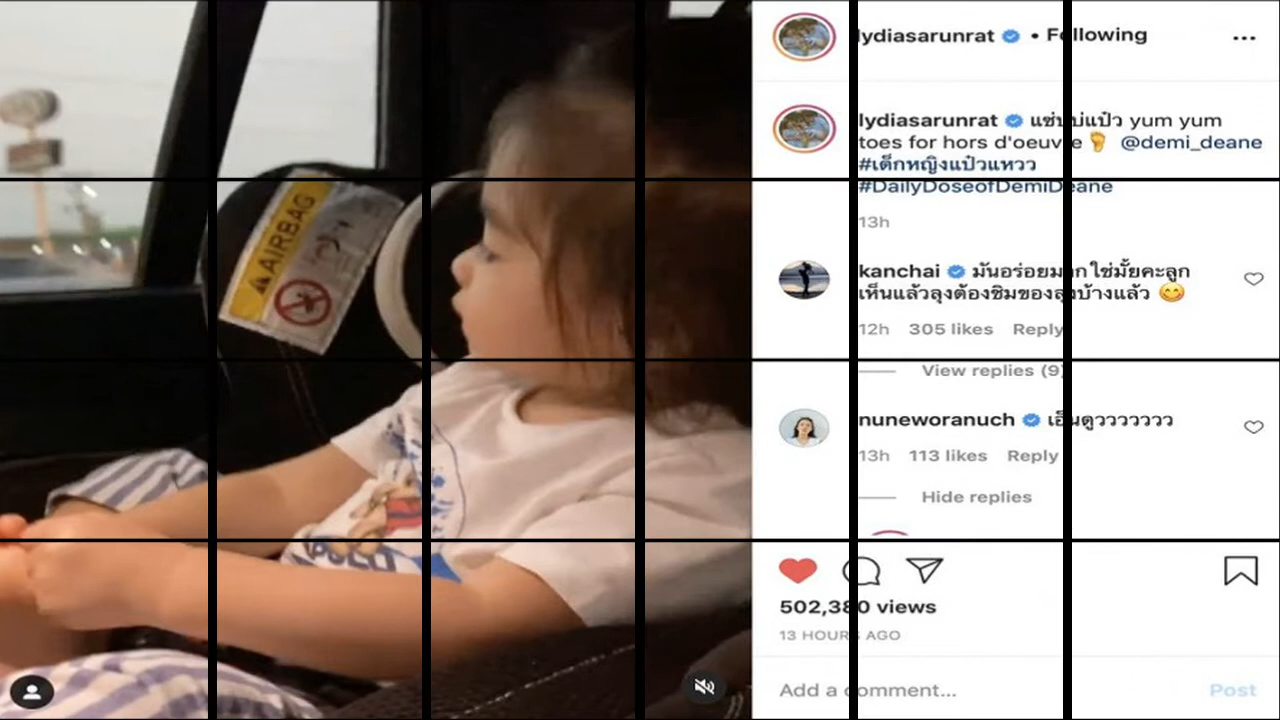 AIRBAG
POLO
lydiasarunrat • Following
lydiasarunrat แซ่บบ่แป๋ว yum yum
toes for hors d'oeuvre 🦶 @demi_deane
#เด็กหญิงแป๋วแหวว
#DailyDoseofDemiDeane
13h
kanchai มันอร่อยมากใช่มั้ยคะลูก
เห็นแล้วลุงต้องชิมของลุงบ้างแล้ว 😋
12h 305 likes Reply
View replies (9)
nuneworanuch เอ็นดูววววววว
13h 113 likes Reply
Hide replies
502,380 views
13 HOURS AGO
Add a comment... Post